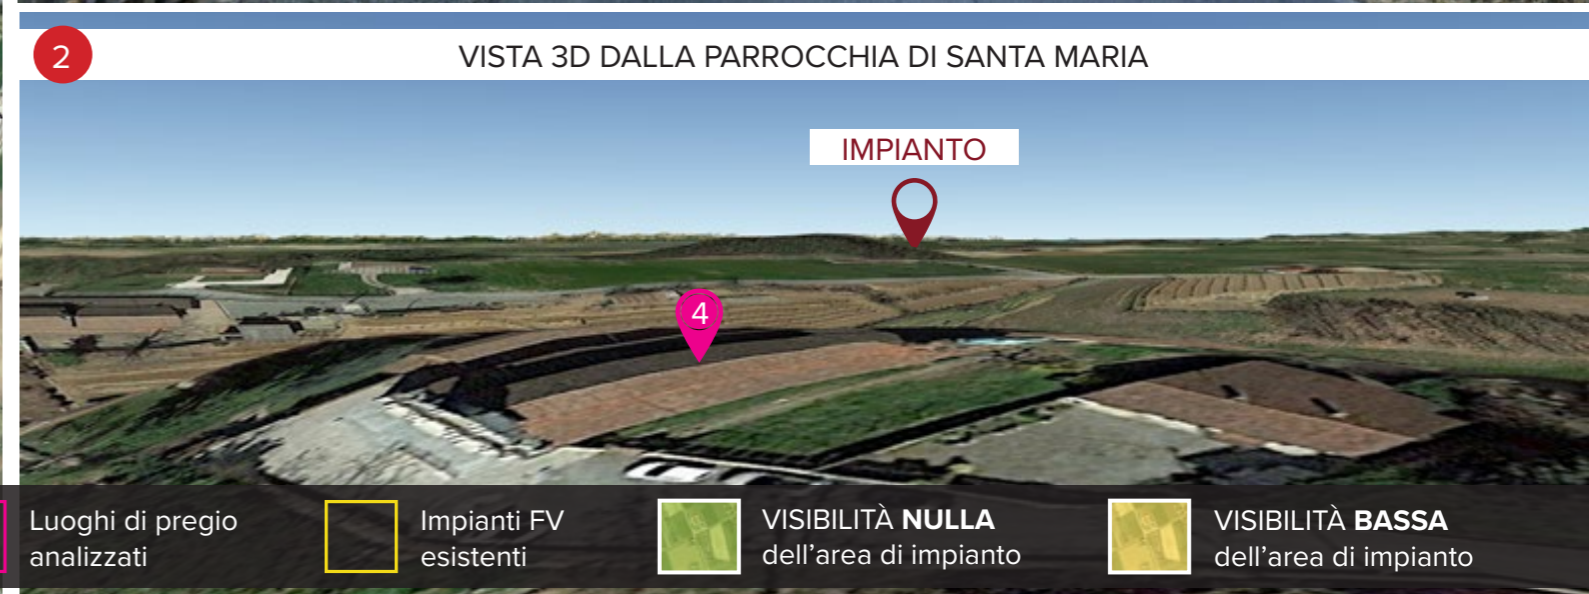 2
VISTA 3D DALLA PARROCCHIA DI SANTA MARIA
IMPIANTO
4
Luoghi di pregio
analizzati
Impianti FV
esistenti
VISIBILITÀ NULLA
dell'area di impianto
VISIBILITÀ BASSA
dell'area di impianto